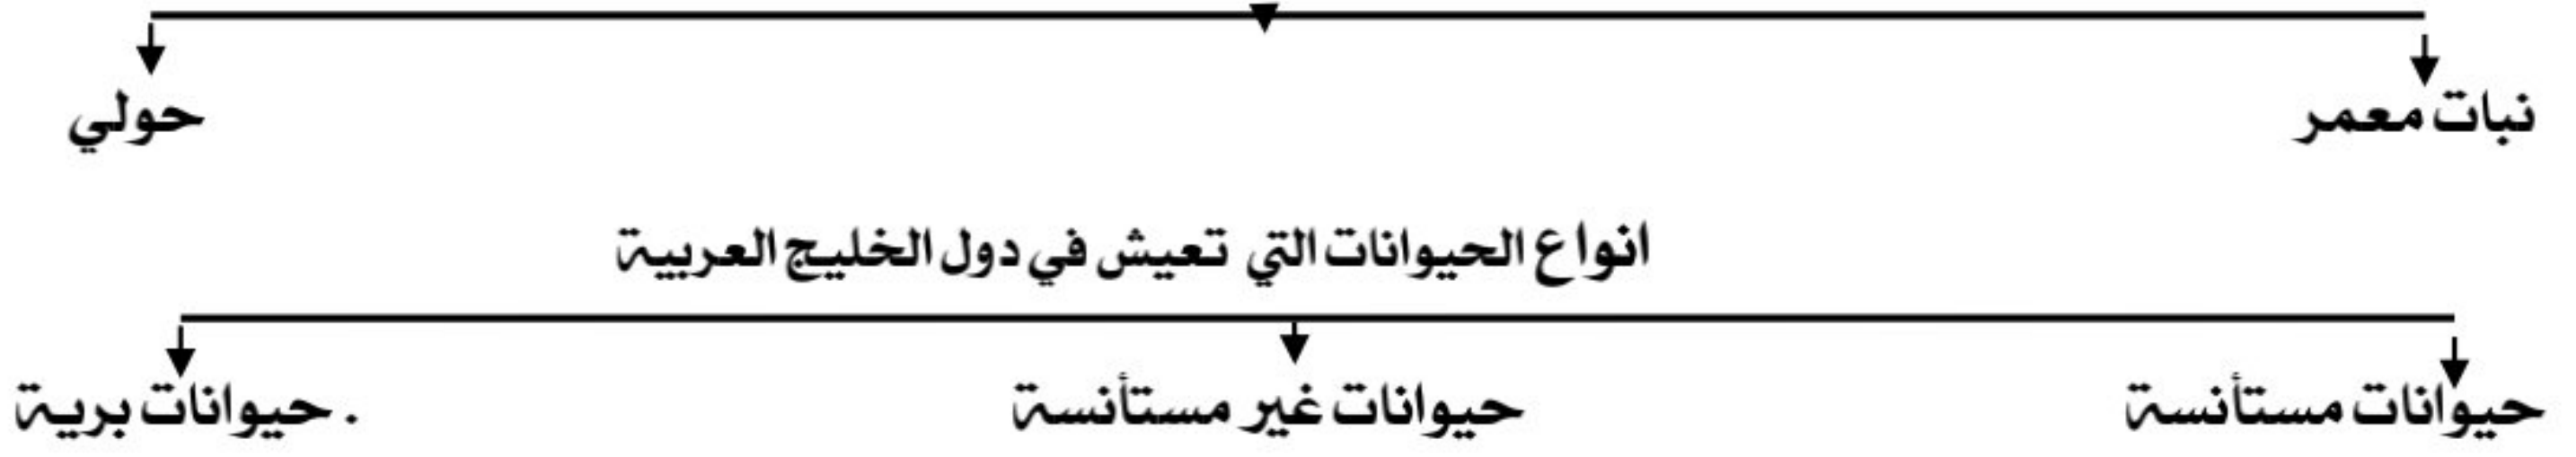 نبات معمر حولي
انواع الحيوانات التي تعيش في دول الخليج العربية
حيوانات مستأنسة حيوانات غير مستأنسة . حيوانات برية